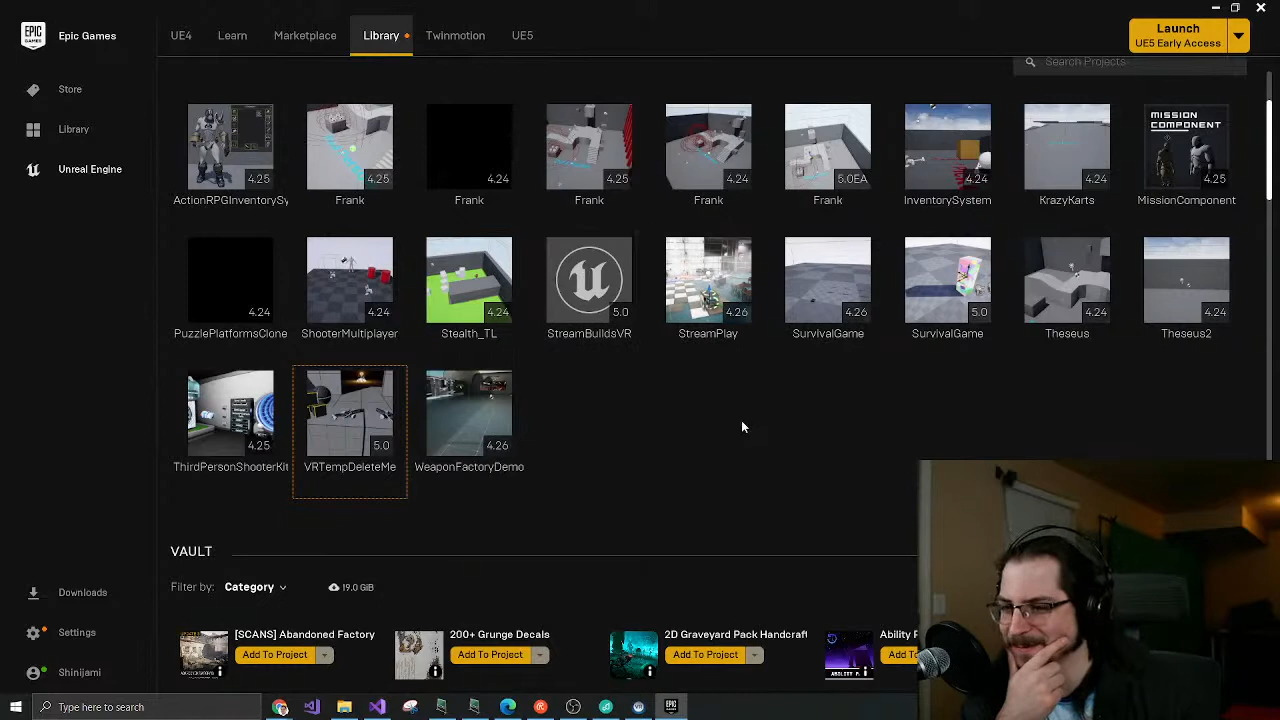 EPIC GAMES
Epic Games
UE4
Learn
Marketplace
Library
Twinmotion
UE5
Launch
UE5 Early Access
Store
Library
Unreal Engine
Search Projects
MISSION
COMPONENT
4.25
4.25
4.24
4.25
4.24
5.0EA
4.24
4.24
4.25
ActionRPGInventorySy
Frank
Frank
Frank
Frank
Frank
InventorySystem
KrazyKarts
MissionComponent
4.24
4.24
4.24
5.0
4.26
4.26
5.0
4.24
4.24
PuzzlePlatformsClone
ShooterMultiplayer
Stealth_TL
StreamBuildsVR
StreamPlay
SurvivalGame
SurvivalGame
Theseus
Theseus2
4.25
5.0
4.26
ThirdPersonShooterKit
VRTempDeleteMe
WeaponFactoryDemo
VAULT
Filter by:
Category
19.0 GiB
[SCANS] Abandoned Factory
Add To Project
200+ Grunge Decals
Add To Project
2D Graveyard Pack Handcraft
Add To Project
Ability P
Add
Downloads
Settings
Shinijami
Type here to search
EPIC